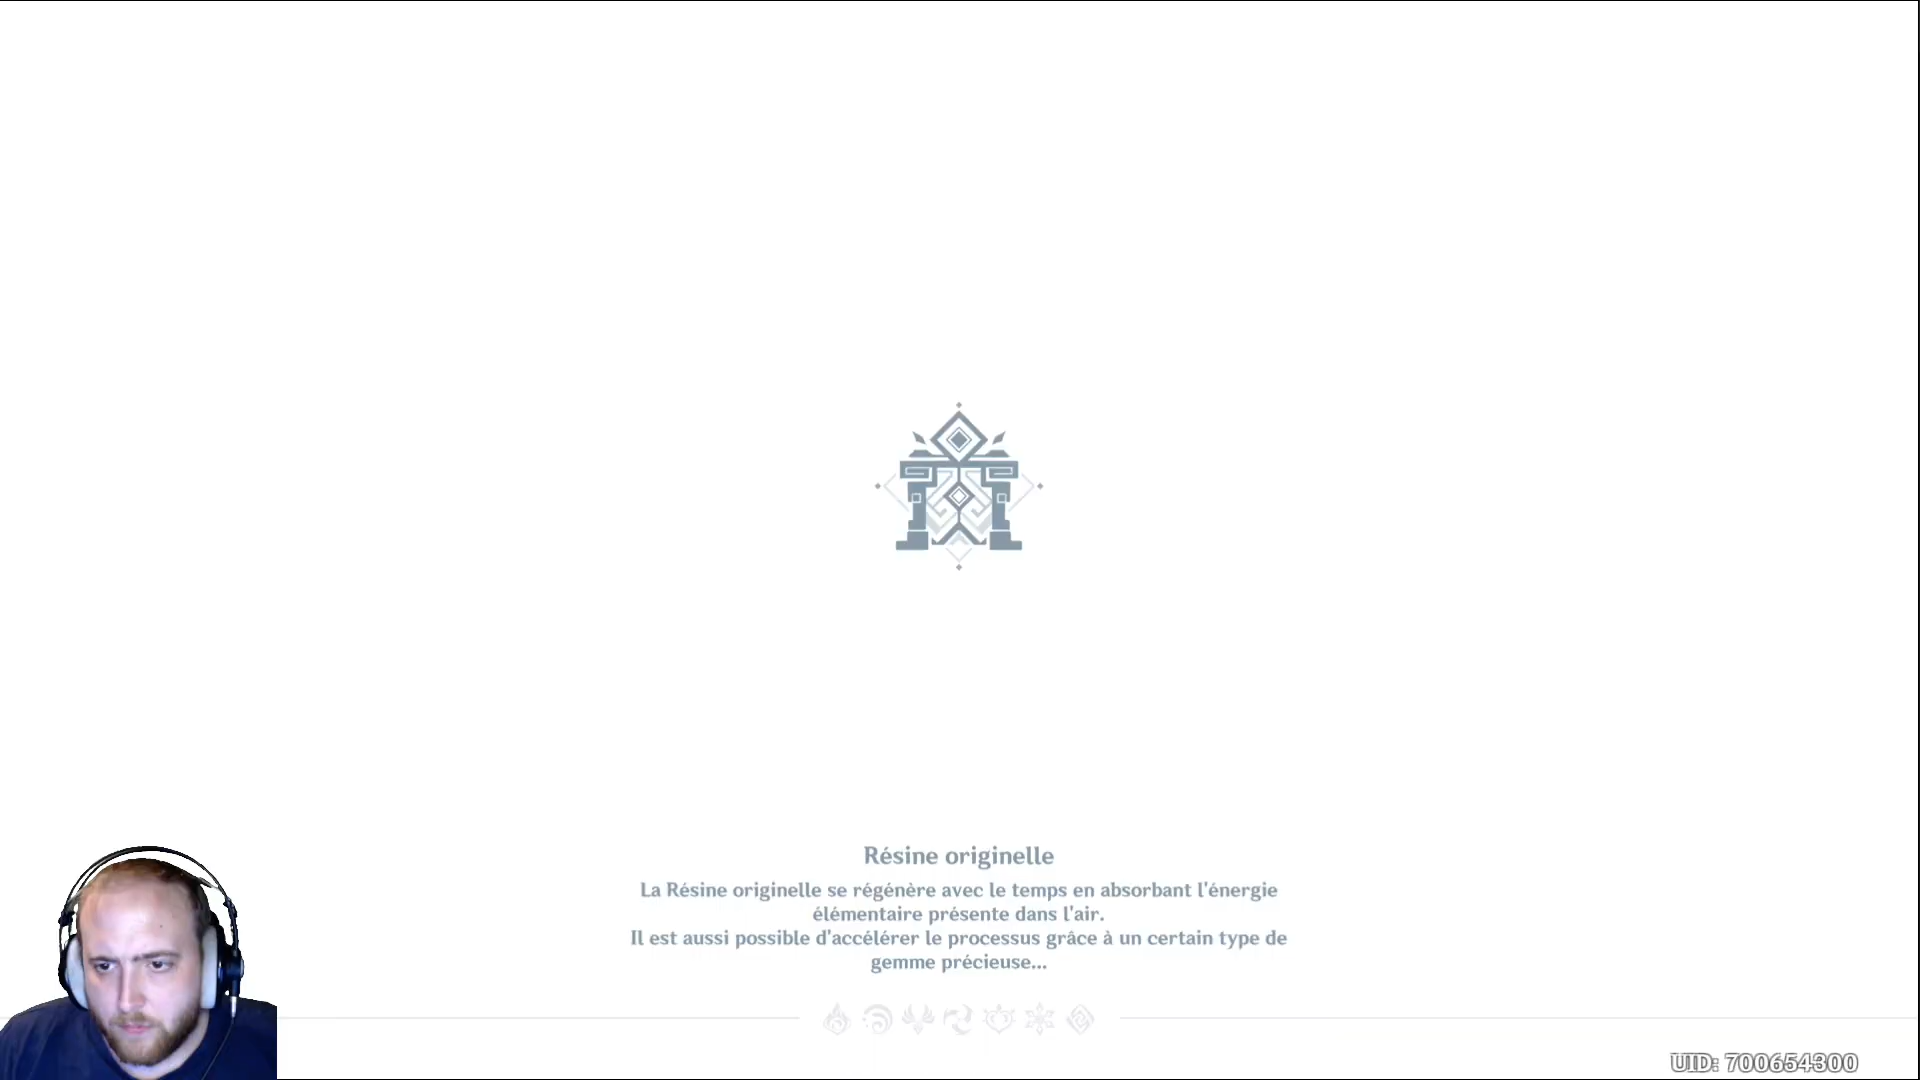 Résine originelle
La Résine originelle se régénère avec le temps en absorbant l'énergie
élémentaire présente dans l'air.
Il est aussi possible d'accélérer le processus grâce à un certain type de
gemme précieuse...
UID: 700654300